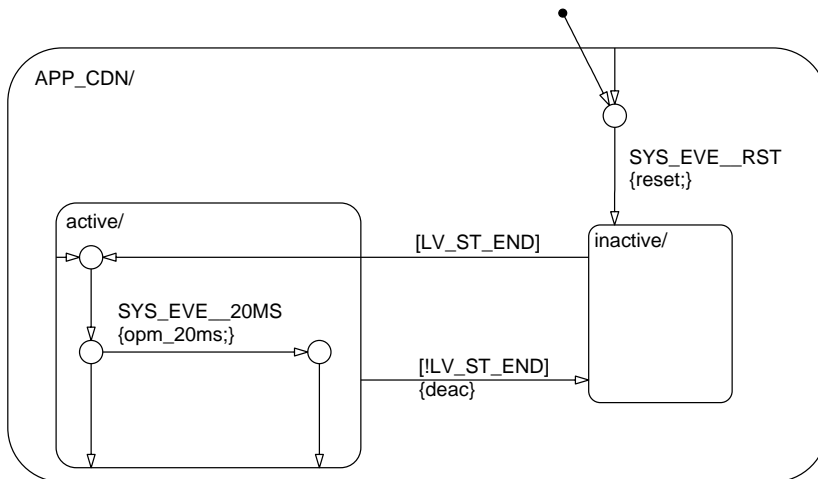 APP_CDN/
SYS_EVE__RST
{reset;}
active/
[LV_ST_END]
inactive/
SYS_EVE__20MS
{opm_20ms;}
[!LV_ST_END]
{deac}